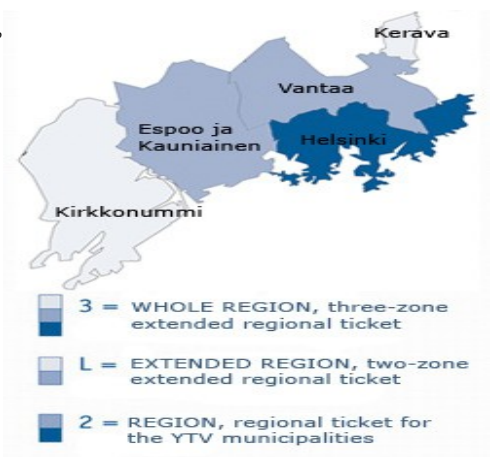 Kerava
Vantaa
Espoo ja
Kauniainen
Helsinki
Kirkkonummi
3 = WHOLE REGION, three-zone
extended regional ticket
L = EXTENDED REGION, two-zone
extended regional ticket
2 = REGION, regional ticket for
the YTV municipalities